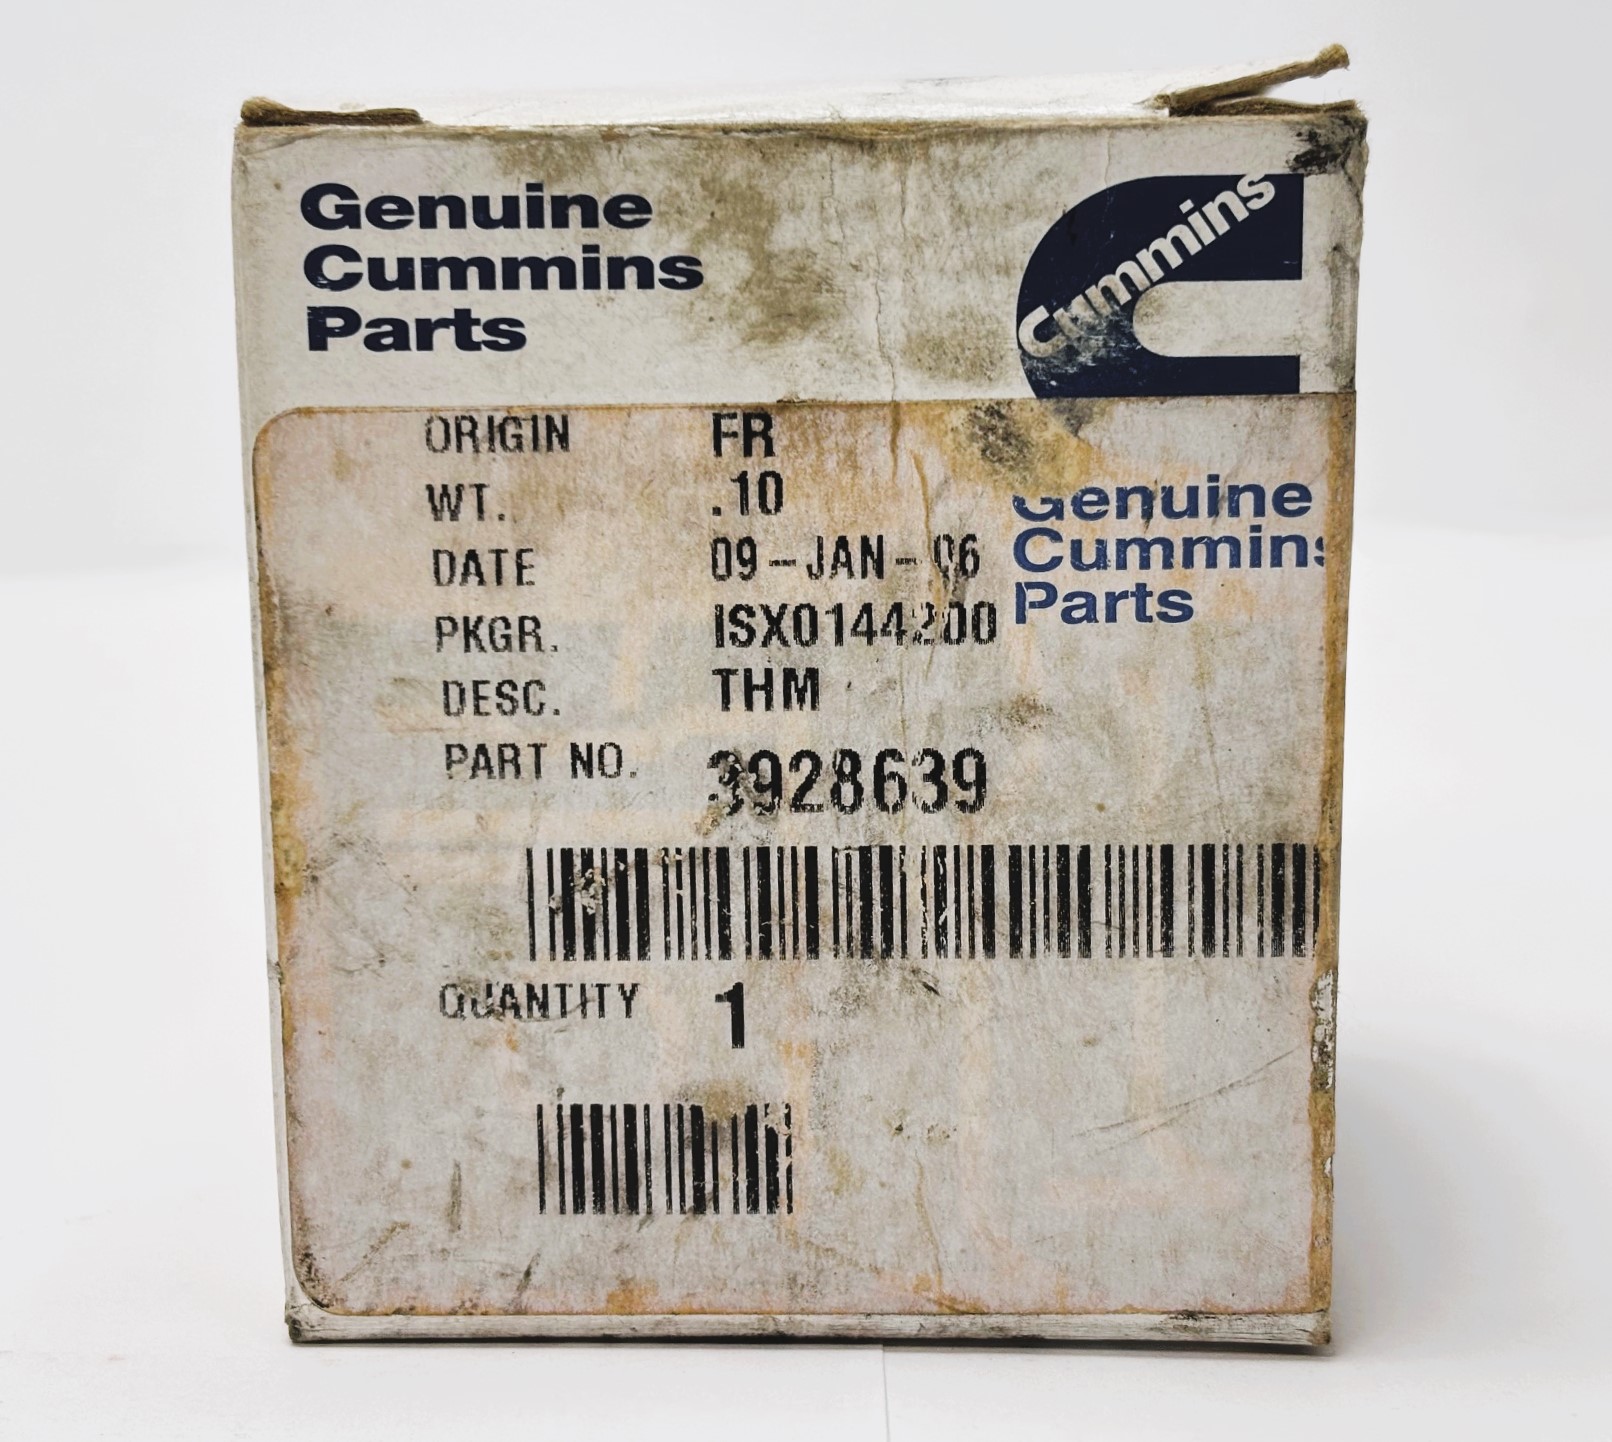 Genuine
Cummins
Parts
Cummins
ORIGIN FR
WT. .10
DATE 09-JAN-06
PKGR. ISX0144200
DESC. THM
PART NO. 3928639
Genuine
Cummins
Parts
QUANTITY 1